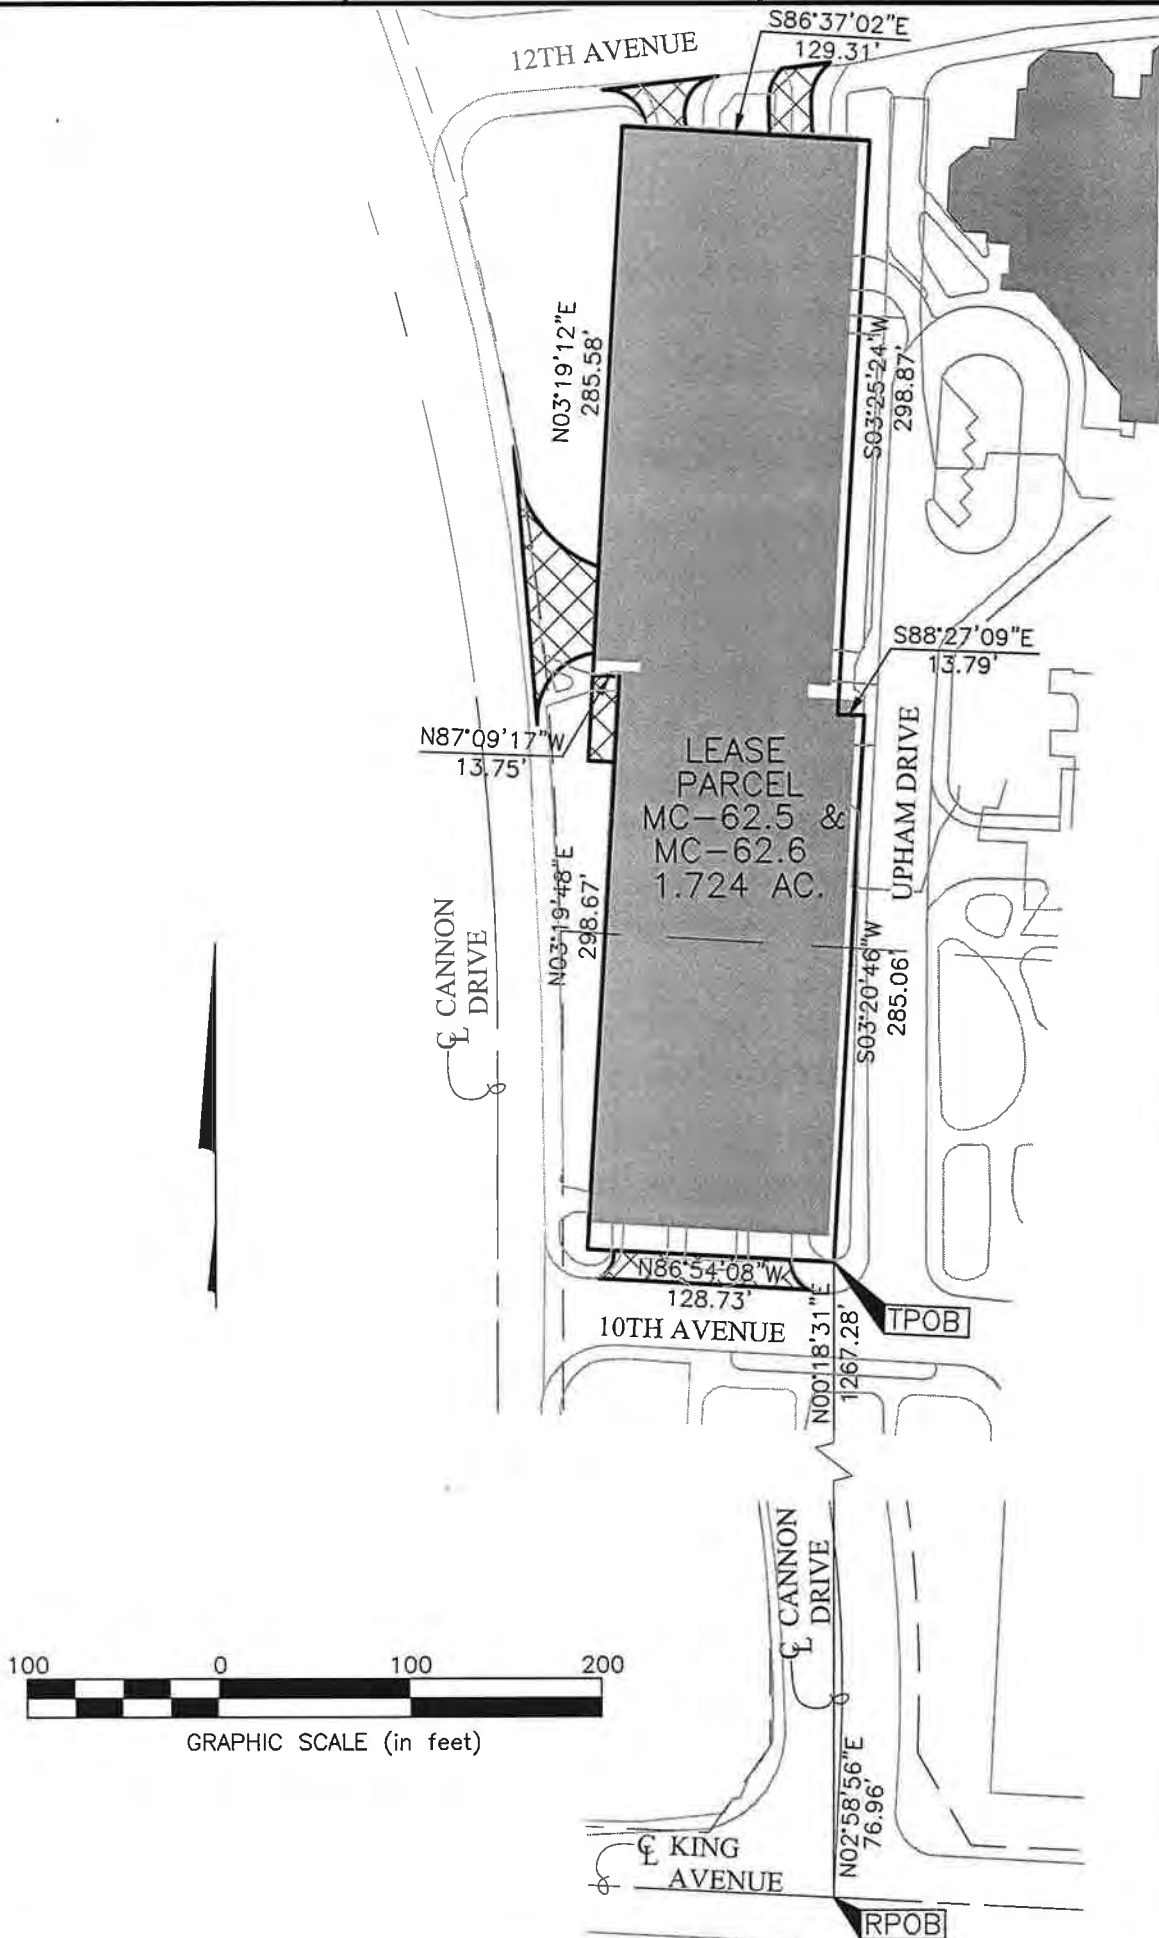 S86°37'02"E
129.31'
12TH AVENUE
N03°19'12"E
285.58'
S03°25'24"W
298.87'
S88°27'09"E
13.79'
N87°09'17"W
13.75'
LEASE
PARCEL
MC-62.5 &
MC-62.6
1.724 AC.
UPHAM DRIVE
N03°19'48"E
298.67'
S03°20'46"W
285.06'
℄ CANNON
DRIVE
N86°54'08"W
128.73'
10TH AVENUE
TPOB
N00°18'31"E
1267.28'
℄ CANNON
DRIVE
100 0 100 200
GRAPHIC SCALE (in feet)
N02°58'56"E
76.96'
℄ KING
AVENUE
RPOB